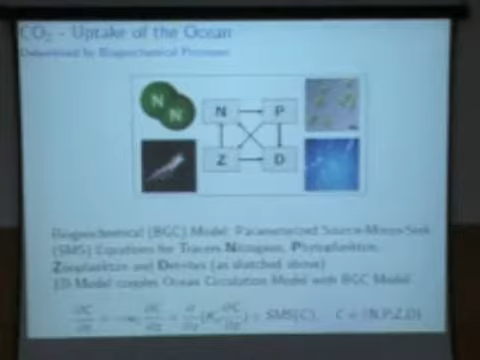 CO₂ - Uptake of the Ocean
Determined by Biogeochemical Processes
N
N
N
P
Z
D
Biogeochemical (BGC) Model: Parameterized Source-Minus-Sink
(SMS) Equations for Tracers Nitrogen, Phytoplankton,
Zooplankton and Detritus (as sketched above)
1D Model couples Ocean Circulation Model with BGC Model
∂C/∂t = ∂C/∂z + ∂/∂z (K ∂C/∂z) + SMS(C), C ∈ {N,P,Z,D}